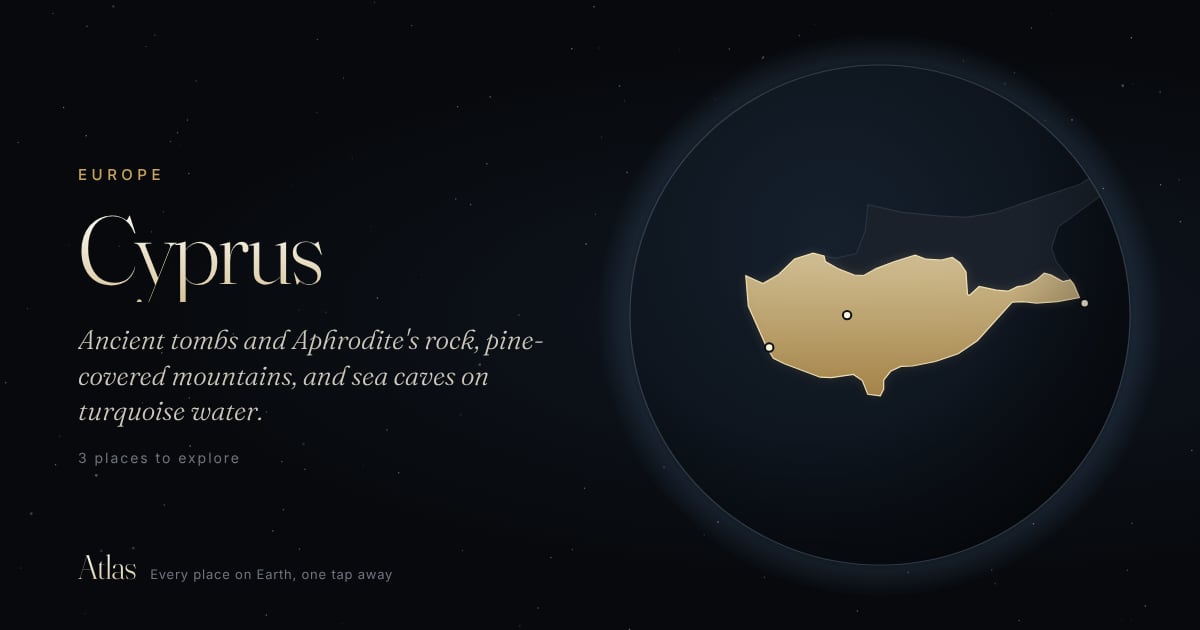 EUROPE
Cyprus
Ancient tombs and Aphrodite's rock, pine-
covered mountains, and sea caves on
turquoise water.
3 places to explore
Atlas Every place on Earth, one tap away